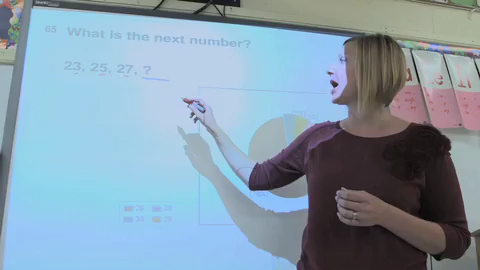 65 What is the next number?
23, 25, 27, ?